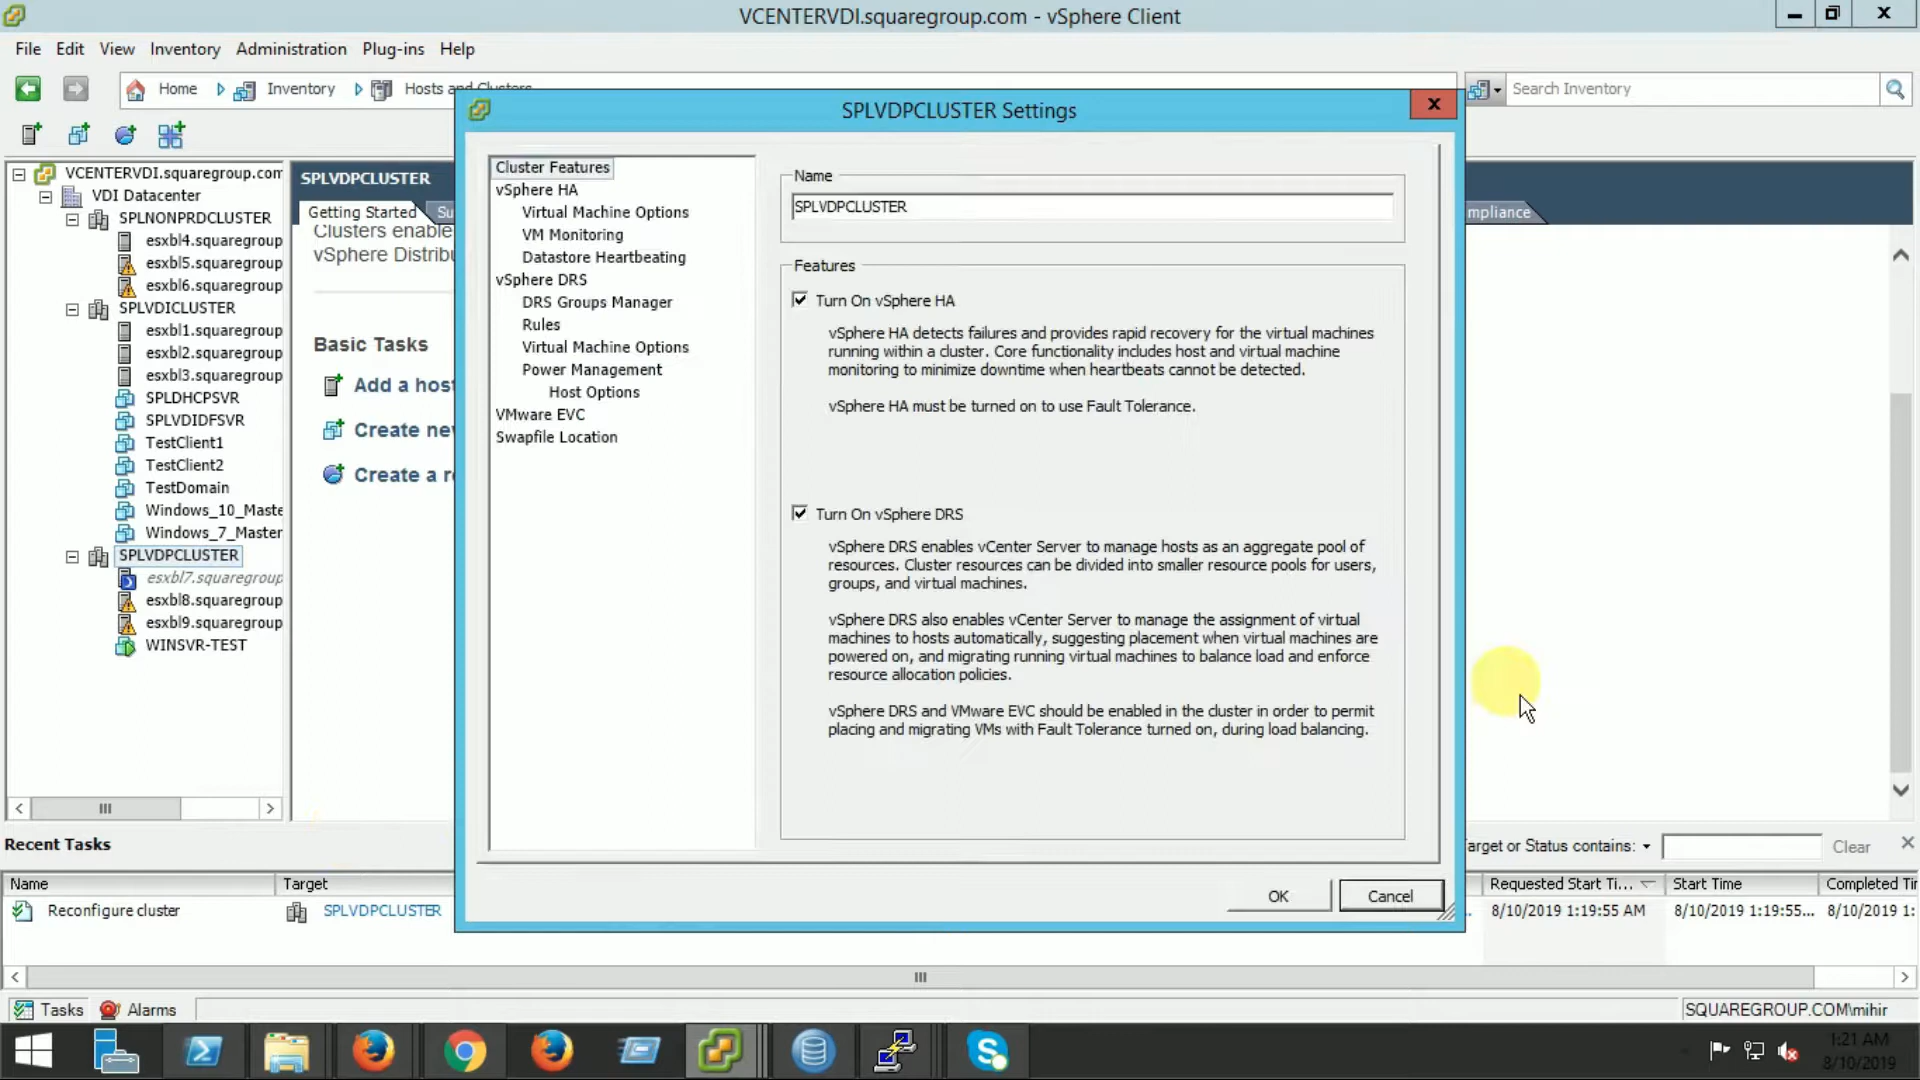 VCENTERVDI.squaregroup.com - vSphere Client
File Edit View Inventory Administration Plug-ins Help
Home Inventory Hosts and Clusters
Search Inventory
VCENTERVDI.squaregroup.com
VDI Datacenter
SPLNONPRDCLUSTER
esxbl4.squaregroup
esxbl5.squaregroup
esxbl6.squaregroup
SPLVDICLUSTER
esxbl1.squaregroup
esxbl2.squaregroup
esxbl3.squaregroup
SPLDHCPSVR
SPLVDIDFSVR
TestClient1
TestClient2
TestDomain
Windows_10_Maste
Windows_7_Master
SPLVDPCLUSTER
esxbl7.squaregroup
esxbl8.squaregroup
esxbl9.squaregroup
WINSVR-TEST
SPLVDPCLUSTER
Getting Started Su
Clusters enable
vSphere Distribu
Basic Tasks
Add a hos
Create nev
Create a re
mpliance
SPLVDPCLUSTER Settings
Cluster Features
vSphere HA
Virtual Machine Options
VM Monitoring
Datastore Heartbeating
vSphere DRS
DRS Groups Manager
Rules
Virtual Machine Options
Power Management
Host Options
VMware EVC
Swapfile Location
Name
SPLVDPCLUSTER
Features
Turn On vSphere HA
vSphere HA detects failures and provides rapid recovery for the virtual machines
running within a cluster. Core functionality includes host and virtual machine
monitoring to minimize downtime when heartbeats cannot be detected.
vSphere HA must be turned on to use Fault Tolerance.
Turn On vSphere DRS
vSphere DRS enables vCenter Server to manage hosts as an aggregate pool of
resources. Cluster resources can be divided into smaller resource pools for users,
groups, and virtual machines.
vSphere DRS also enables vCenter Server to manage the assignment of virtual
machines to hosts automatically, suggesting placement when virtual machines are
powered on, and migrating running virtual machines to balance load and enforce
resource allocation policies.
vSphere DRS and VMware EVC should be enabled in the cluster in order to permit
placing and migrating VMs with Fault Tolerance turned on, during load balancing.
OK Cancel
Recent Tasks
arget or Status contains: Clear
Name Target Requested Start Ti... Start Time Completed Ti
Reconfigure cluster SPLVDPCLUSTER 8/10/2019 1:19:55 AM 8/10/2019 1:19:55... 8/10/2019 1:
Tasks Alarms
SQUAREGROUP.COM\mihir
1:21 AM
8/10/2019